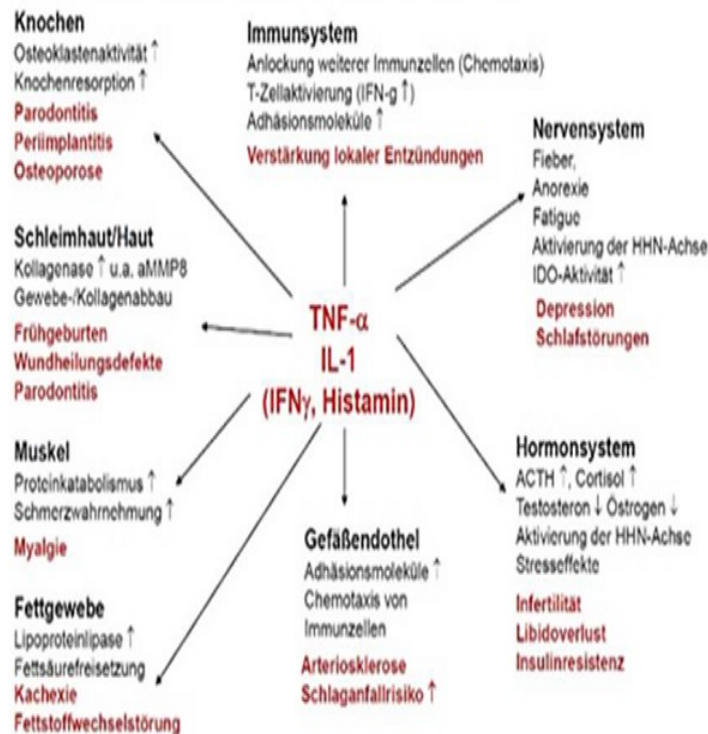 Knochen
Osteoklastenaktivität ↑
Knochenresorption ↑
Parodontitis
Periimplantitis
Osteoporose
Immunsystem
Anlockung weiterer Immunzellen (Chemotaxis)
T-Zellaktivierung (IFN-g ↑)
Adhäsionsmoleküle ↑
Verstärkung lokaler Entzündungen
Nervensystem
Fieber,
Anorexie
Fatigue
Aktivierung der HHN-Achse
IDO-Aktivität ↑
Depression
Schlafstörungen
Schleimhaut/Haut
Kollagenase ↑ u.a. aMMP8
Gewebe-/Kollagenabbau
Frühgeburten
Wundheilungsdefekte
Parodontitis
TNF-α
IL-1
(IFNγ, Histamin)
Muskel
Proteinkatabolismus ↑
Schmerzwahrnehmung ↑
Myalgie
Hormonsystem
ACTH ↑, Cortisol ↑
Testosteron ↓ Östrogen ↓
Aktivierung der HHN-Achse
Stresseffekte
Infertilität
Libidoverlust
Insulinresistenz
Gefäßendothel
Adhäsionsmoleküle ↑
Chemotaxis von
Immunzellen
Arteriosklerose
Schlaganfallrisiko ↑
Fettgewebe
Lipoproteinlipase ↑
Fettsäurefreisetzung
Kachexie
Fettstoffwechselstörung